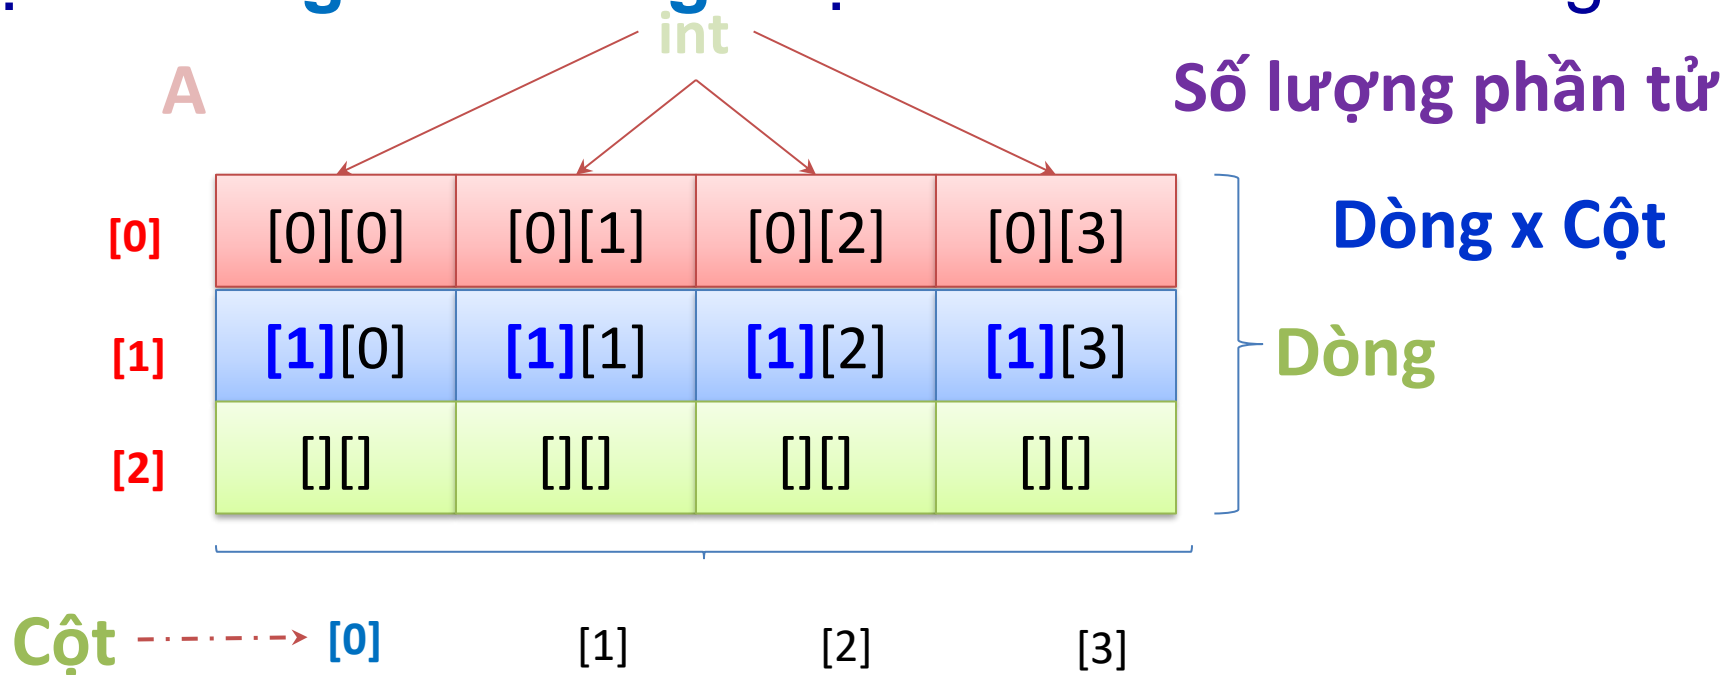 int
A
Số lượng phần tử
[0] [0][0] [0][1] [0][2] [0][3]
Dòng x Cột
[1] [1][0] [1][1] [1][2] [1][3]
Dòng
[2] [][] [][] [][] [][]
Cột [0] [1] [2] [3]